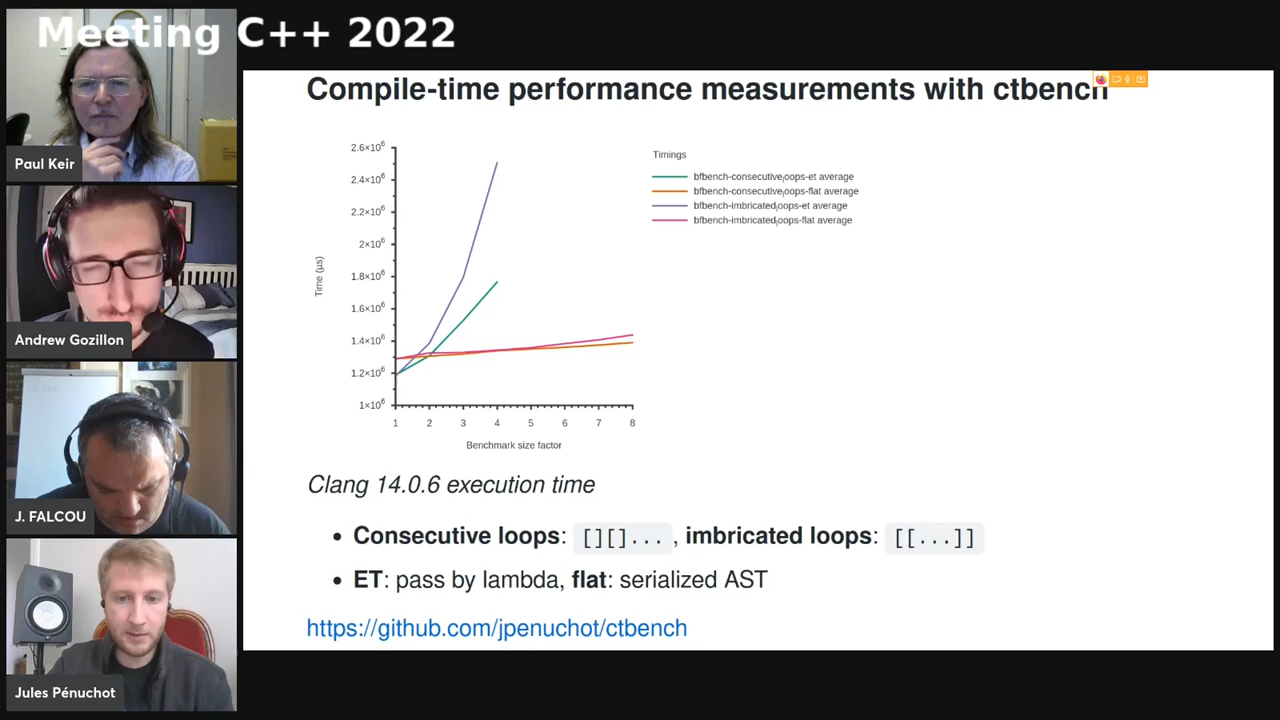 Meeting C++ 2022
Paul Keir
Andrew Gozillon
J. FALCOU
Jules Pénuchot
Compile-time performance measurements with ctbench
2.6×10⁶
2.4×10⁶
2.2×10⁶
2×10⁶
1.8×10⁶
1.6×10⁶
1.4×10⁶
1.2×10⁶
1×10⁶
Time (µs)
1 2 3 4 5 6 7 8
Benchmark size factor
Timings
bfbench-consecutiveₗoops-et average
bfbench-consecutiveₗoops-flat average
bfbench-imbricatedₗoops-et average
bfbench-imbricatedₗoops-flat average
Clang 14.0.6 execution time
• Consecutive loops: [][]... , imbricated loops: [[...]]
• ET: pass by lambda, flat: serialized AST
https://github.com/jpenuchot/ctbench